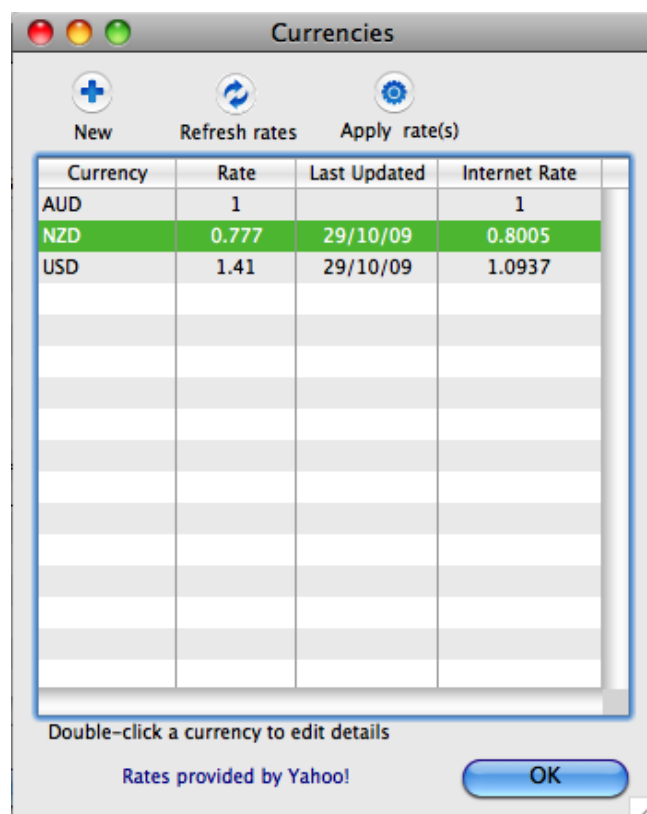 Currencies
New Refresh rates Apply rate(s)
Currency Rate Last Updated Internet Rate
AUD 1 1
NZD 0.777 29/10/09 0.8005
USD 1.41 29/10/09 1.0937
Double-click a currency to edit details
Rates provided by Yahoo! OK